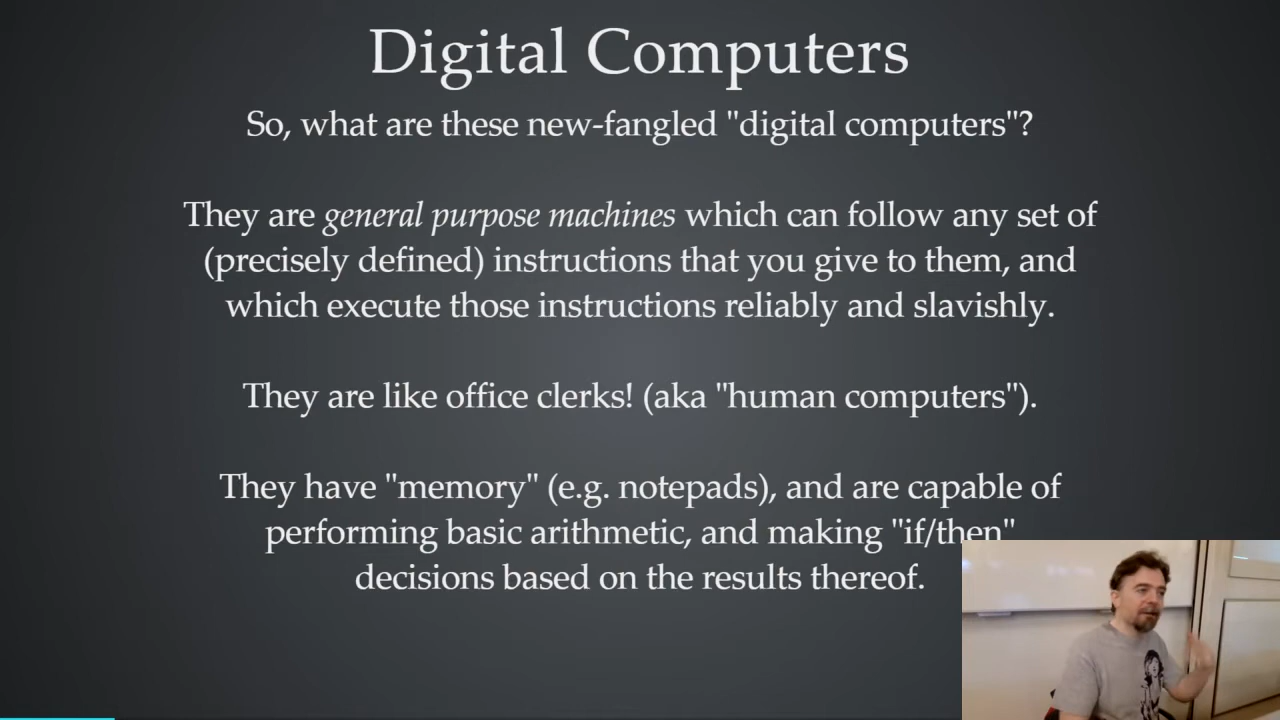 Digital Computers
So, what are these new-fangled "digital computers"?
They are general purpose machines which can follow any set of
(precisely defined) instructions that you give to them, and
which execute those instructions reliably and slavishly.
They are like office clerks! (aka "human computers").
They have "memory" (e.g. notepads), and are capable of
performing basic arithmetic, and making "if/then"
decisions based on the results thereof.